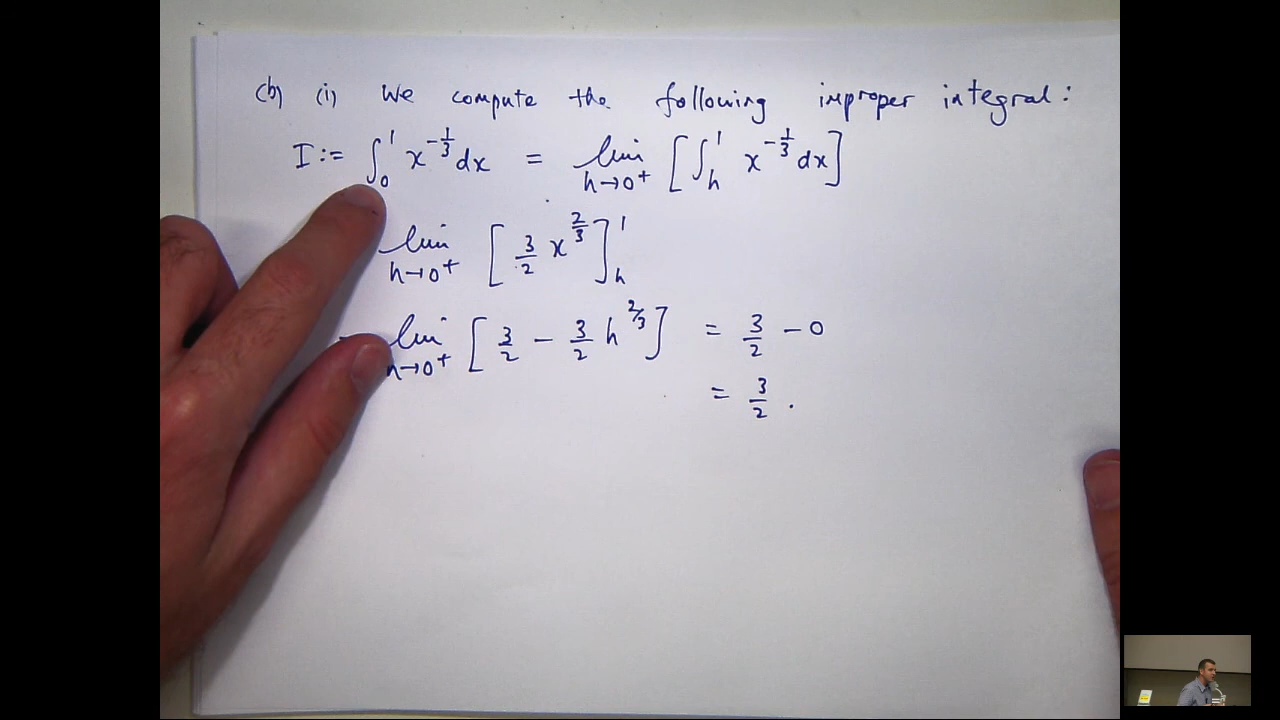 (b) (i) We compute the following improper integral:
I := ∫₀¹ x^{-1/3} dx = lim_{h→0⁺} [∫ₕ¹ x^{-1/3} dx]
lim_{h→0⁺} [3/2 x^{2/3}]ₕ¹
= lim_{h→0⁺} [3/2 − 3/2 h^{2/3}] = 3/2 − 0
= 3/2 .